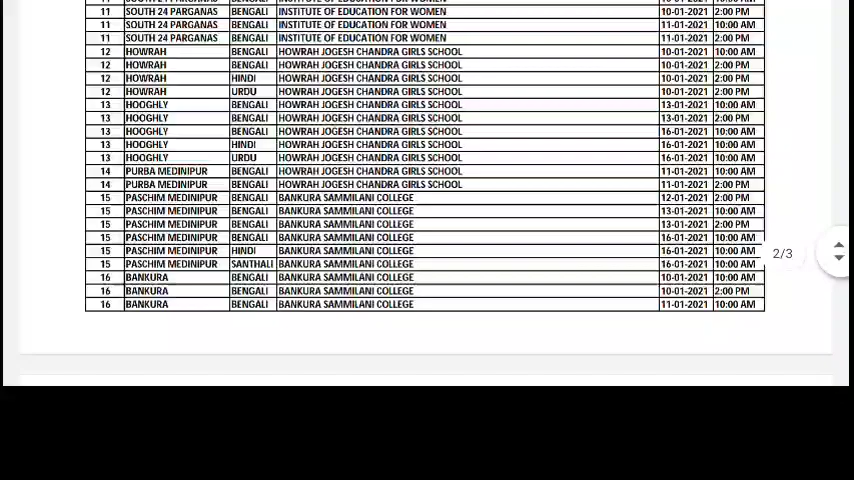 11 SOUTH 24 PARGANAS BENGALI INSTITUTE OF EDUCATION FOR WOMEN 10-01-2021 2:00 PM
11 SOUTH 24 PARGANAS BENGALI INSTITUTE OF EDUCATION FOR WOMEN 11-01-2021 10:00 AM
11 SOUTH 24 PARGANAS BENGALI INSTITUTE OF EDUCATION FOR WOMEN 11-01-2021 2:00 PM
12 HOWRAH BENGALI HOWRAH JOGESH CHANDRA GIRLS SCHOOL 10-01-2021 10:00 AM
12 HOWRAH BENGALI HOWRAH JOGESH CHANDRA GIRLS SCHOOL 10-01-2021 2:00 PM
12 HOWRAH HINDI HOWRAH JOGESH CHANDRA GIRLS SCHOOL 10-01-2021 2:00 PM
12 HOWRAH URDU HOWRAH JOGESH CHANDRA GIRLS SCHOOL 10-01-2021 2:00 PM
13 HOOGHLY BENGALI HOWRAH JOGESH CHANDRA GIRLS SCHOOL 13-01-2021 10:00 AM
13 HOOGHLY BENGALI HOWRAH JOGESH CHANDRA GIRLS SCHOOL 13-01-2021 2:00 PM
13 HOOGHLY BENGALI HOWRAH JOGESH CHANDRA GIRLS SCHOOL 16-01-2021 10:00 AM
13 HOOGHLY HINDI HOWRAH JOGESH CHANDRA GIRLS SCHOOL 16-01-2021 10:00 AM
13 HOOGHLY URDU HOWRAH JOGESH CHANDRA GIRLS SCHOOL 16-01-2021 10:00 AM
14 PURBA MEDINIPUR BENGALI HOWRAH JOGESH CHANDRA GIRLS SCHOOL 11-01-2021 10:00 AM
14 PURBA MEDINIPUR BENGALI HOWRAH JOGESH CHANDRA GIRLS SCHOOL 11-01-2021 2:00 PM
15 PASCHIM MEDINIPUR BENGALI BANKURA SAMMILANI COLLEGE 12-01-2021 2:00 PM
15 PASCHIM MEDINIPUR BENGALI BANKURA SAMMILANI COLLEGE 13-01-2021 10:00 AM
15 PASCHIM MEDINIPUR BENGALI BANKURA SAMMILANI COLLEGE 13-01-2021 2:00 PM
15 PASCHIM MEDINIPUR BENGALI BANKURA SAMMILANI COLLEGE 16-01-2021 10:00 AM
15 PASCHIM MEDINIPUR HINDI BANKURA SAMMILANI COLLEGE 16-01-2021 10:00 AM
15 PASCHIM MEDINIPUR SANTHALI BANKURA SAMMILANI COLLEGE 16-01-2021 10:00 AM
2/3
16 BANKURA BENGALI BANKURA SAMMILANI COLLEGE 10-01-2021 10:00 AM
16 BANKURA BENGALI BANKURA SAMMILANI COLLEGE 10-01-2021 2:00 PM
16 BANKURA BENGALI BANKURA SAMMILANI COLLEGE 11-01-2021 10:00 AM